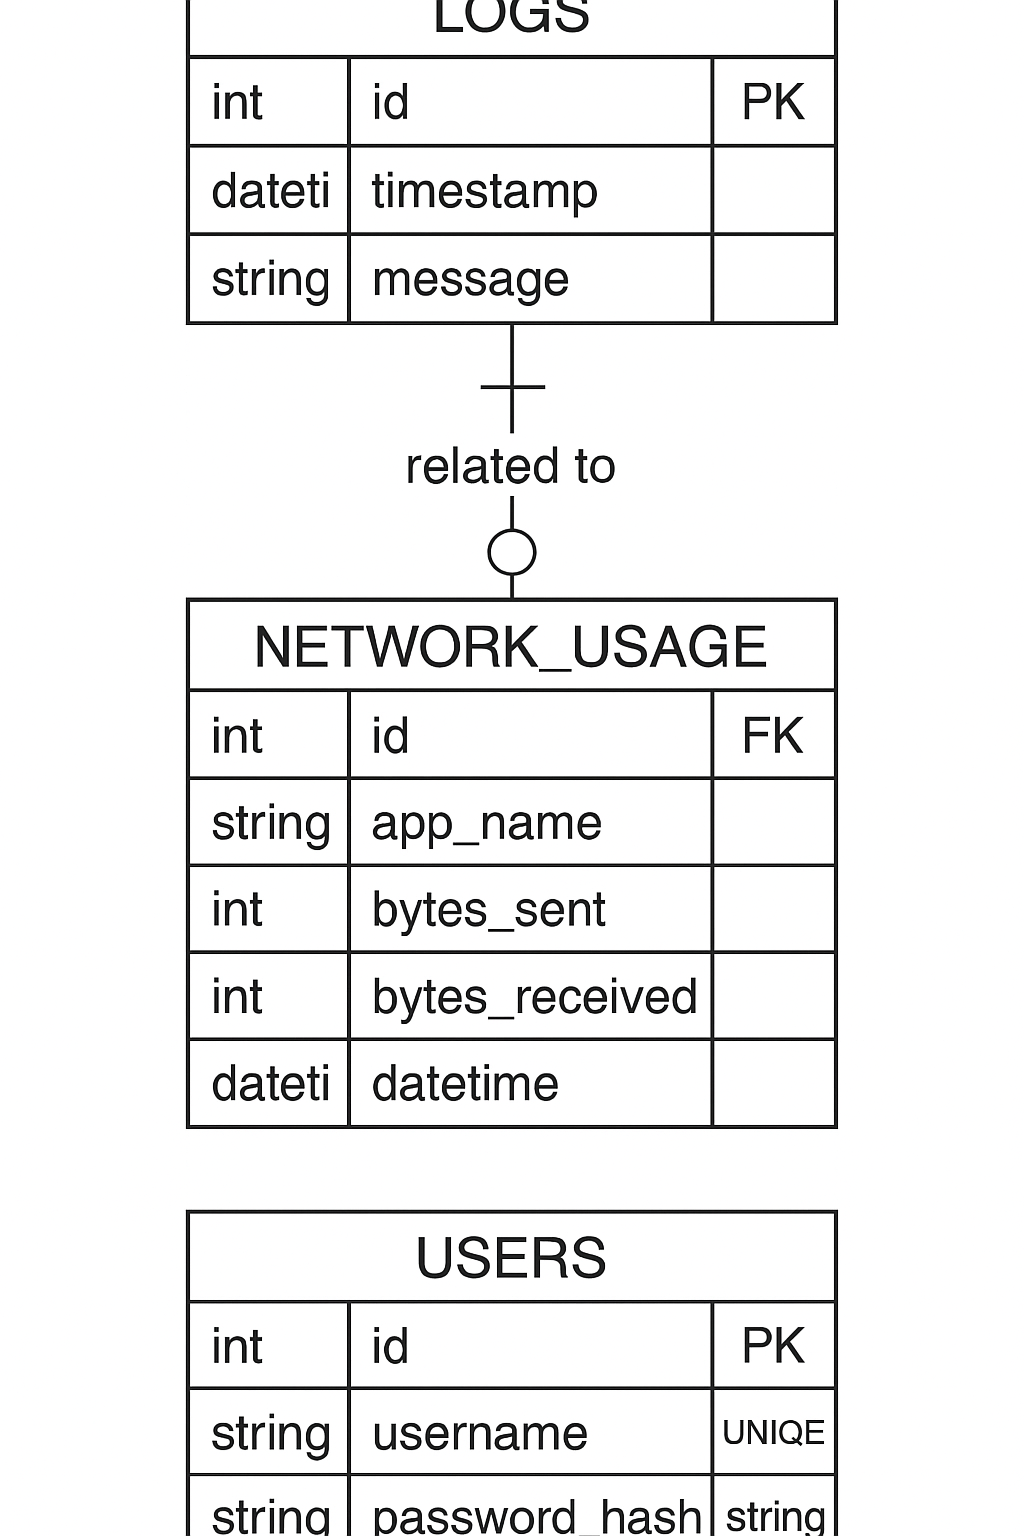 LOGS
int id PK
dateti timestamp
string message
related to
NETWORK_USAGE
int id FK
string app_name
int bytes_sent
int bytes_received
dateti datetime
USERS
int id PK
string username UNIQE
string password_hash string